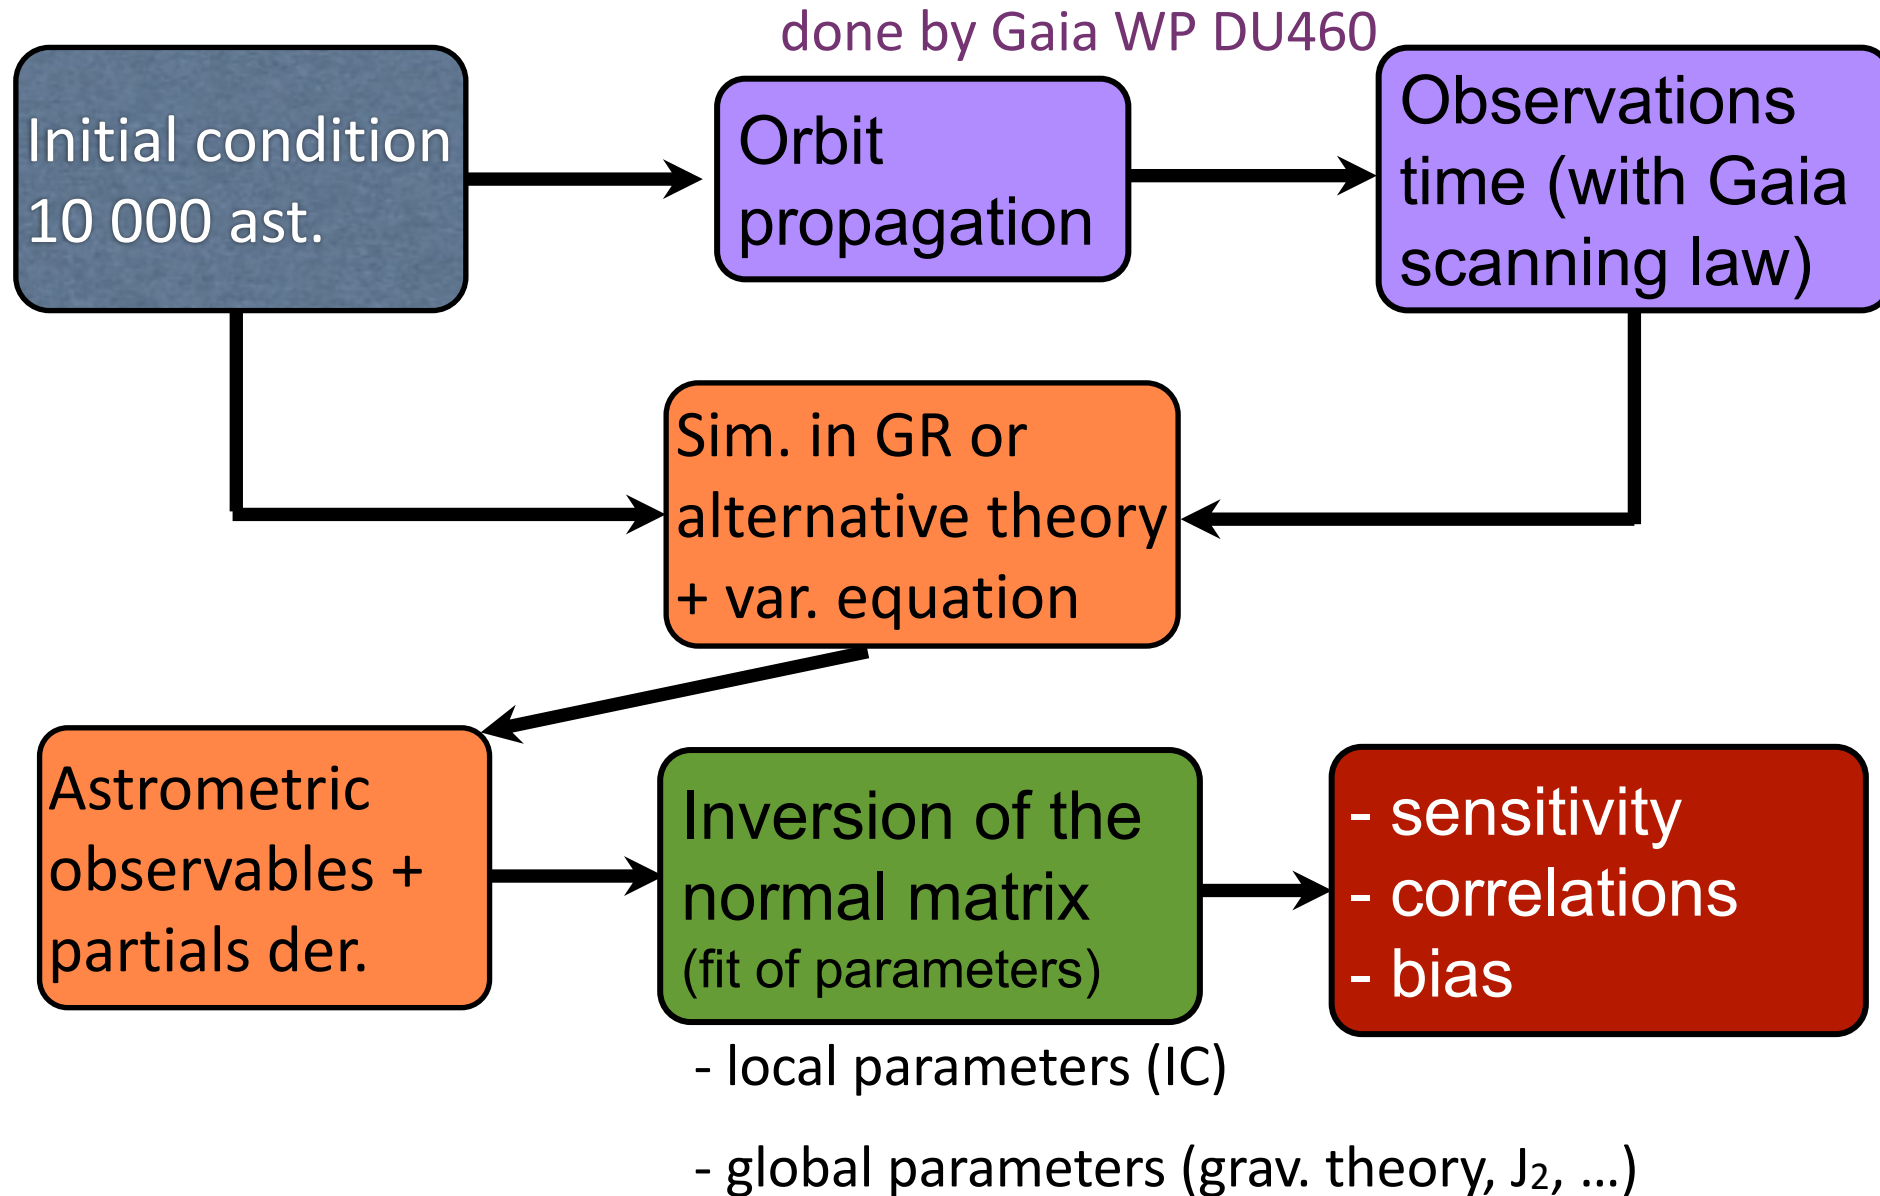 done by Gaia WP DU460
Initial condition
10 000 ast.
Orbit
propagation
Observations
time (with Gaia
scanning law)
Sim. in GR or
alternative theory
+ var. equation
Astrometric
observables +
partials der.
Inversion of the
normal matrix
(fit of parameters)
- sensitivity
- correlations
- bias
- local parameters (IC)
- global parameters (grav. theory, J₂, ...)